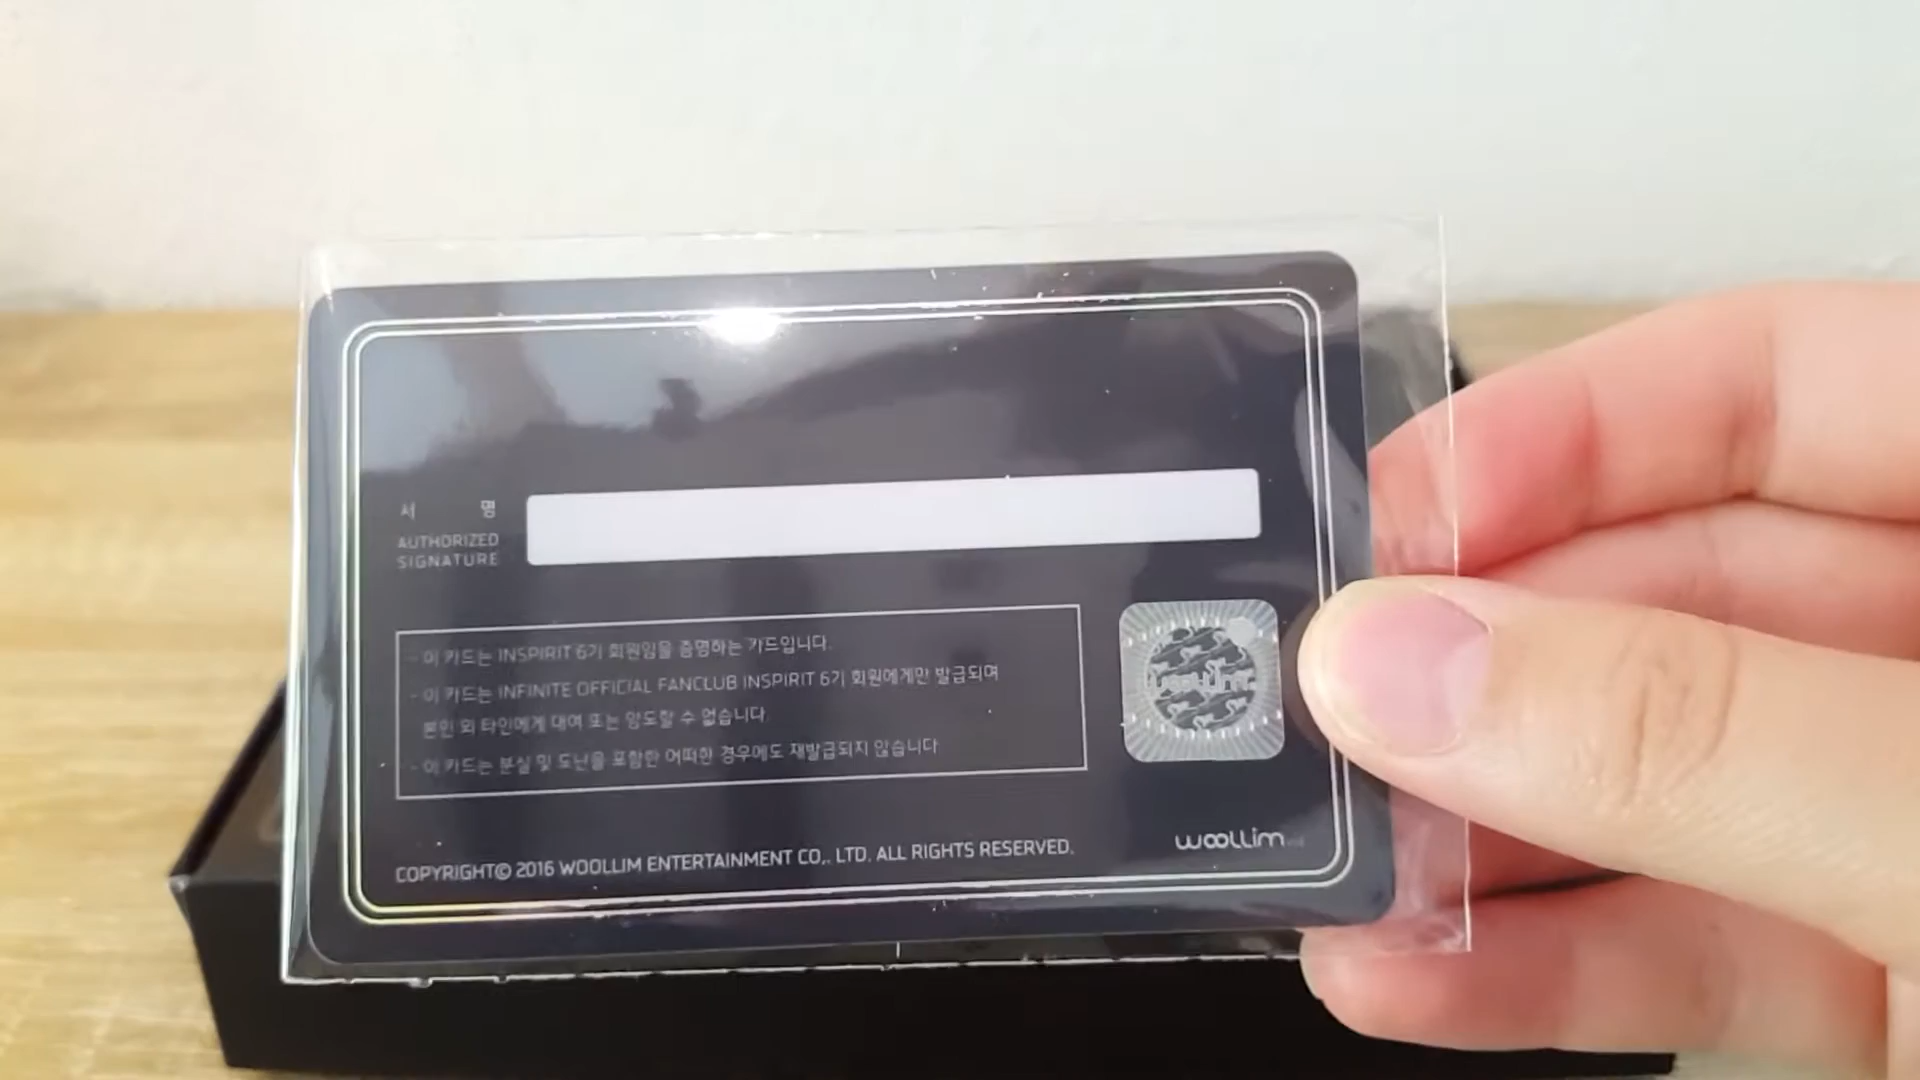 서 명
AUTHORIZED
SIGNATURE
- 이 카드는 INSPIRIT 6기 회원임을 증명하는 카드입니다.
- 이 카드는 INFINITE OFFICIAL FANCLUB INSPIRIT 6기 회원에게만 발급되며
본인 외 타인에게 대여 또는 양도할 수 없습니다
- 이 카드는 분실 및 도난을 포함한 어떠한 경우에도 재발급되지 않습니다
woollim
COPYRIGHT© 2016 WOOLLIM ENTERTAINMENT CO., LTD. ALL RIGHTS RESERVED.
woollim